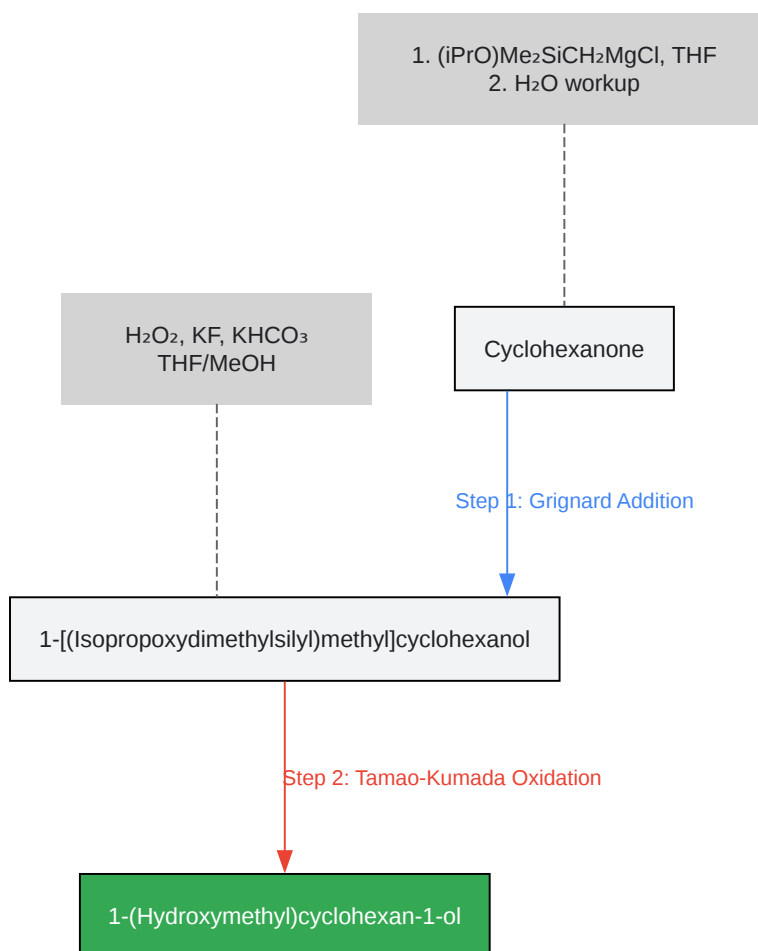 1. (iPrO)Me₂SiCH₂MgCl, THF
2. H₂O workup
H₂O₂, KF, KHCO₃
THF/MeOH
Cyclohexanone
Step 1: Grignard Addition
1-[(Isopropoxydimethylsilyl)methyl]cyclohexanol
Step 2: Tamao-Kumada Oxidation
1-(Hydroxymethyl)cyclohexan-1-ol